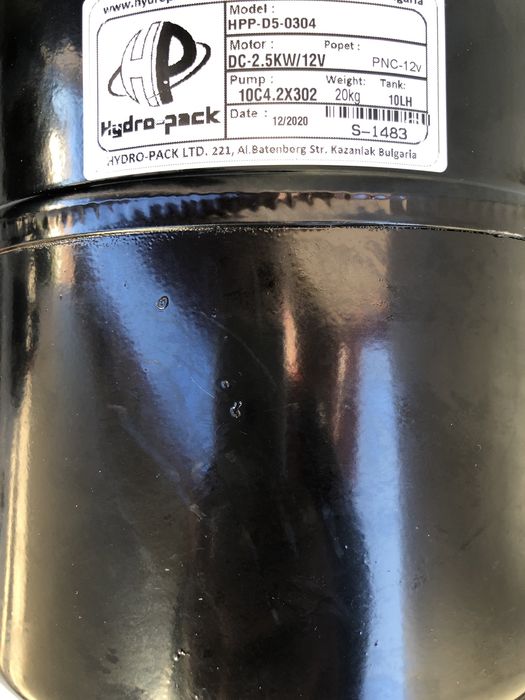 Model :
HPP-D5-0304
Motor : Popet :
DC-2.5KW/12V PNC-12v
Pump : Weight: Tank:
10C4.2X302 20kg 10LH
Date : 12/2020
S-1483
HP
Hydro-pack
HYDRO-PACK LTD. 221, Al.Batenberg Str. Kazanlak Bulgaria